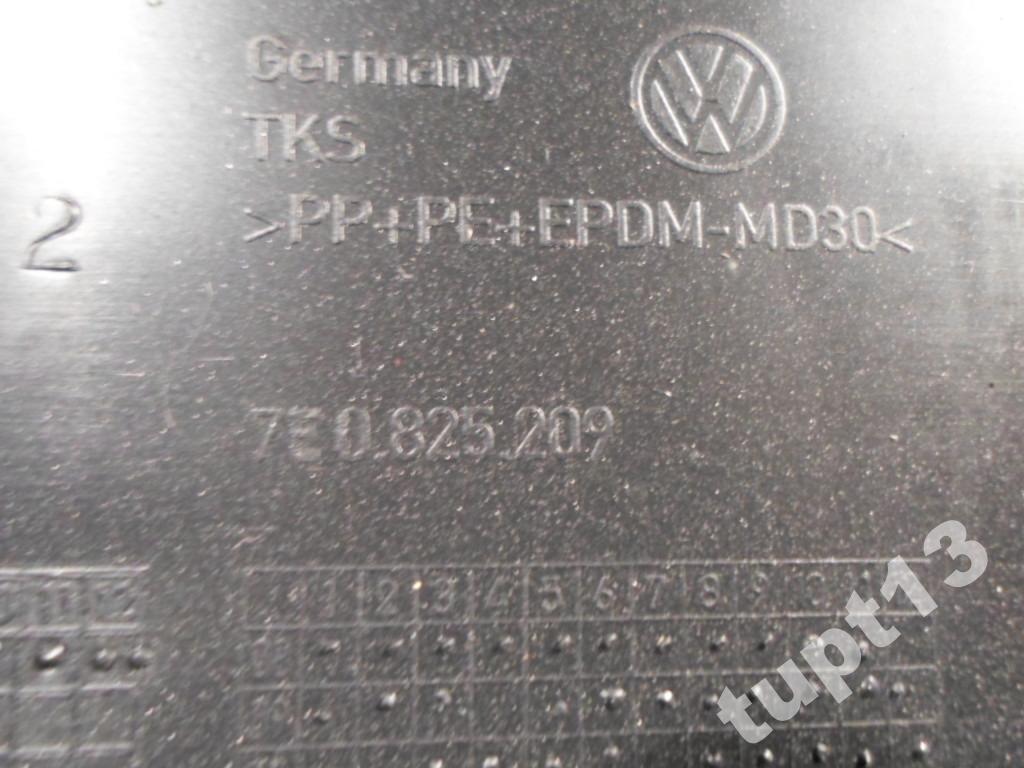 Germany
TKS
2
>PP+PE+EPDM-MD30<
7E0.825.209
1 2 3 4 5 6 7 8 9
tupt13